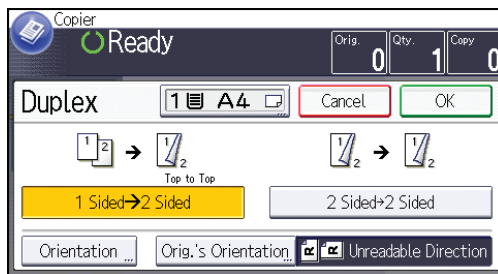 Copier
Ready
Orig.
0
Qty.
1
Copy
0
Duplex
1 A4
Cancel
OK
1 2 → 1 2
Top to Top
1 2 → 1 2
1 Sided→2 Sided
2 Sided→2 Sided
Orientation
Orig.'s Orientation
R R Unreadable Direction